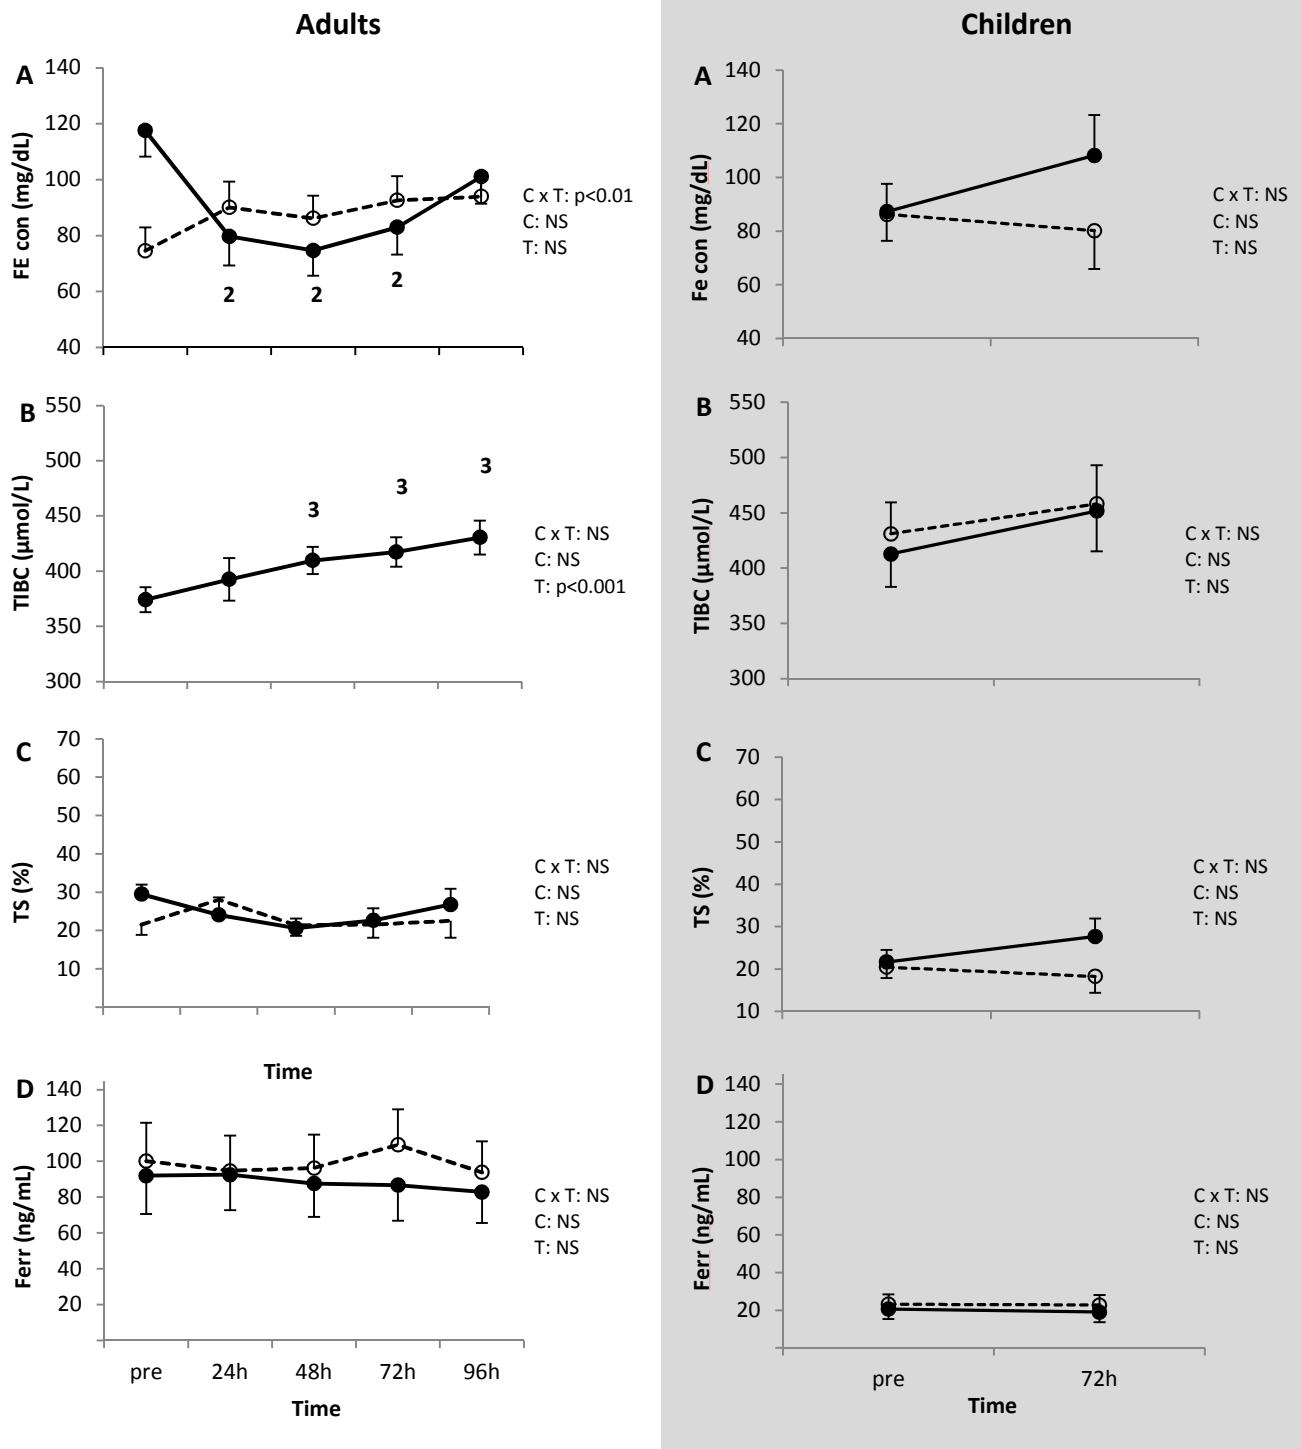 Adults
A
FE con (mg/dL)
140
120
100
80
60
40
2
2
2
C x T: p<0.01
C: NS
T: NS
B
TIBC (μmol/L)
550
500
450
400
350
300
3
3
3
C x T: NS
C: NS
T: p<0.001
C
TS (%)
70
60
50
40
30
20
10
C x T: NS
C: NS
T: NS
Time
D
Ferr (ng/mL)
140
120
100
80
60
40
20
C x T: NS
C: NS
T: NS
pre 24h 48h 72h 96h
Time
Children
A
Fe con (mg/dL)
140
120
100
80
60
40
C x T: NS
C: NS
T: NS
B
TIBC (μmol/L)
550
500
450
400
350
300
C x T: NS
C: NS
T: NS
C
TS (%)
70
60
50
40
30
20
10
C x T: NS
C: NS
T: NS
D
Ferr (ng/mL)
140
120
100
80
60
40
20
C x T: NS
C: NS
T: NS
pre 72h
Time